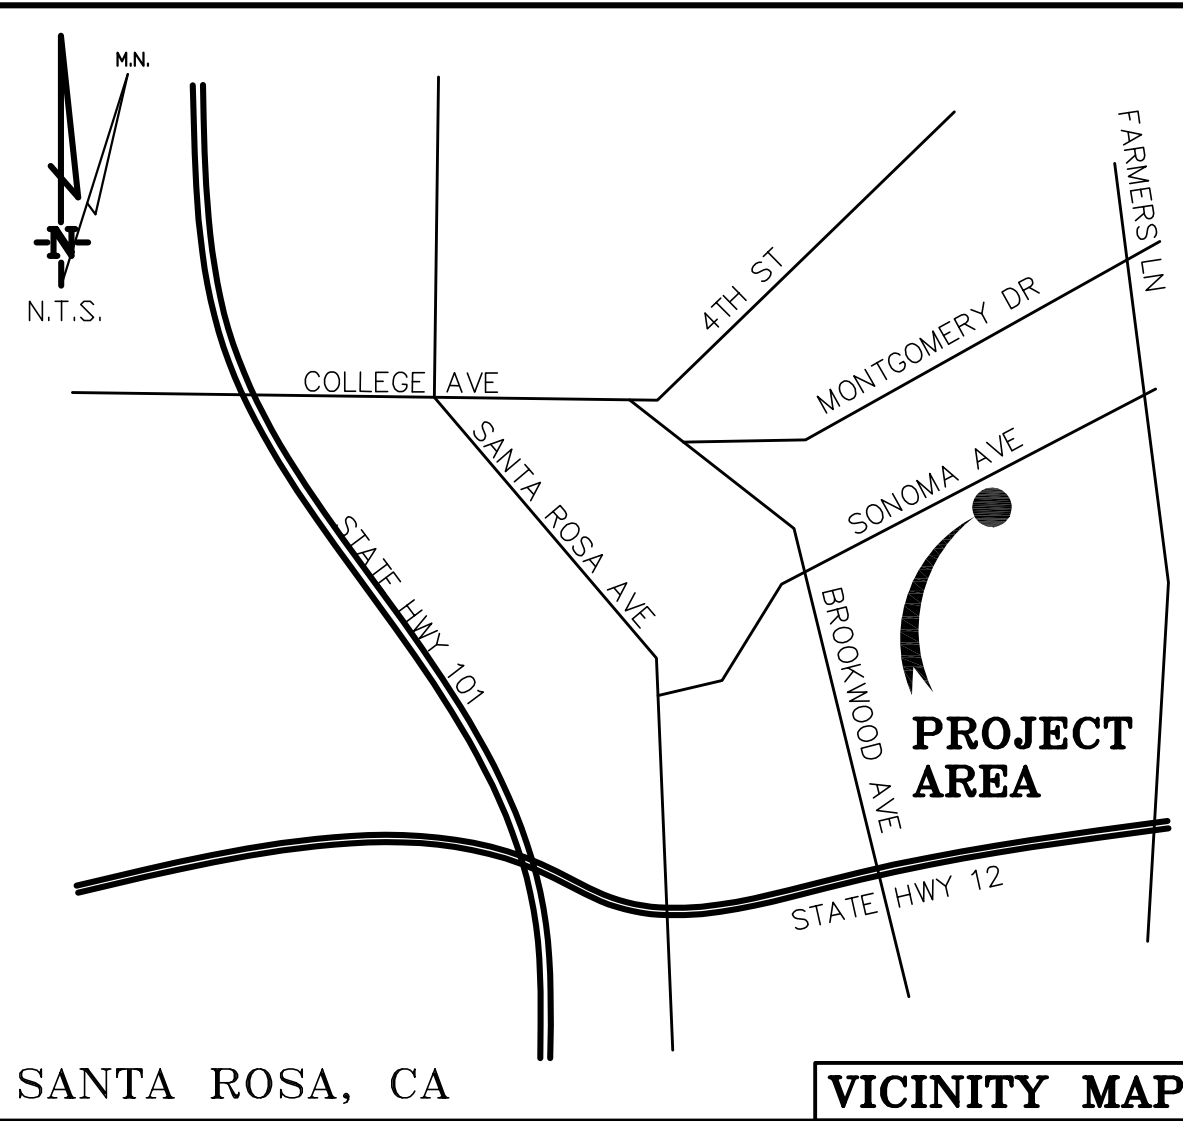 M.N.
N
N.T.S.
FARMERS LN
4TH ST
MONTGOMERY DR
COLLEGE AVE
SANTA ROSA AVE
SONOMA AVE
STATE HWY 101
BROOKWOOD AVE
PROJECT
AREA
STATE HWY 12
SANTA ROSA, CA
VICINITY MAP